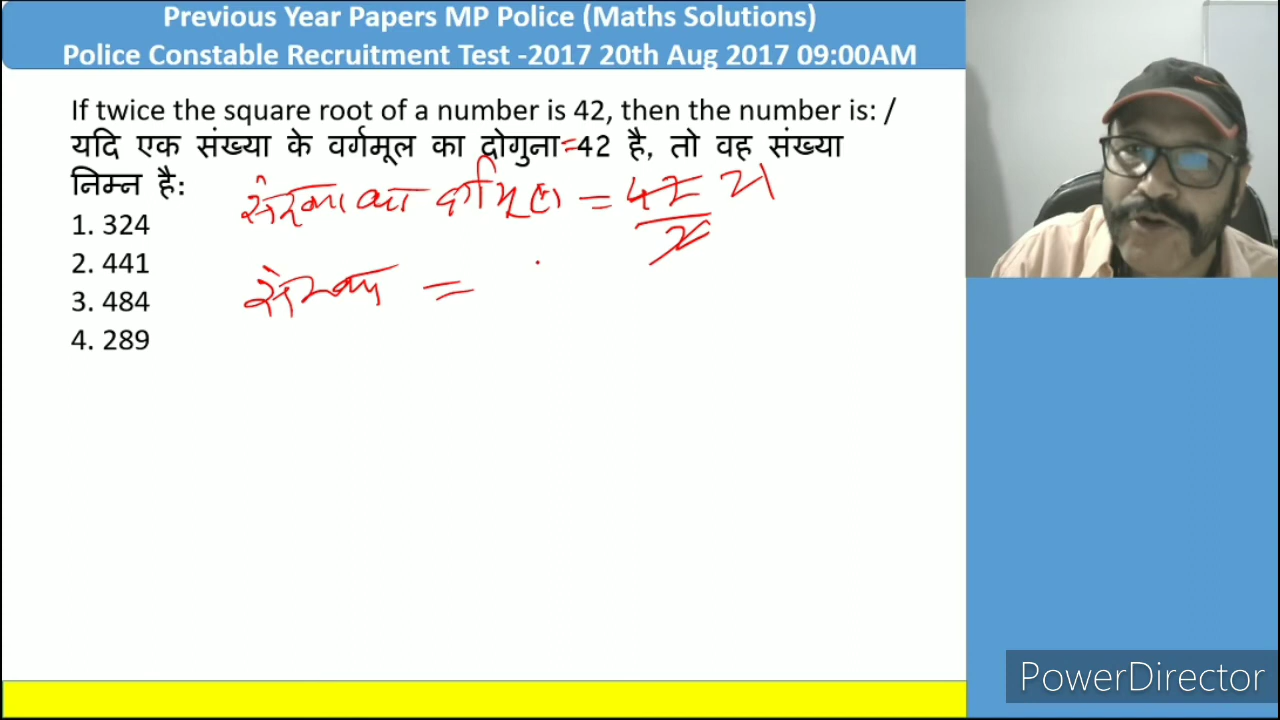 Previous Year Papers MP Police (Maths Solutions)
Police Constable Recruitment Test -2017 20th Aug 2017 09:00AM
If twice the square root of a number is 42, then the number is: /
यदि एक संख्या के वर्गमूल का दोगुना=42 है, तो वह संख्या
निम्न है:
संख्या का वर्गमूल = 42/2 21
1. 324
2. 441
संख्या =
3. 484
4. 289
PowerDirector